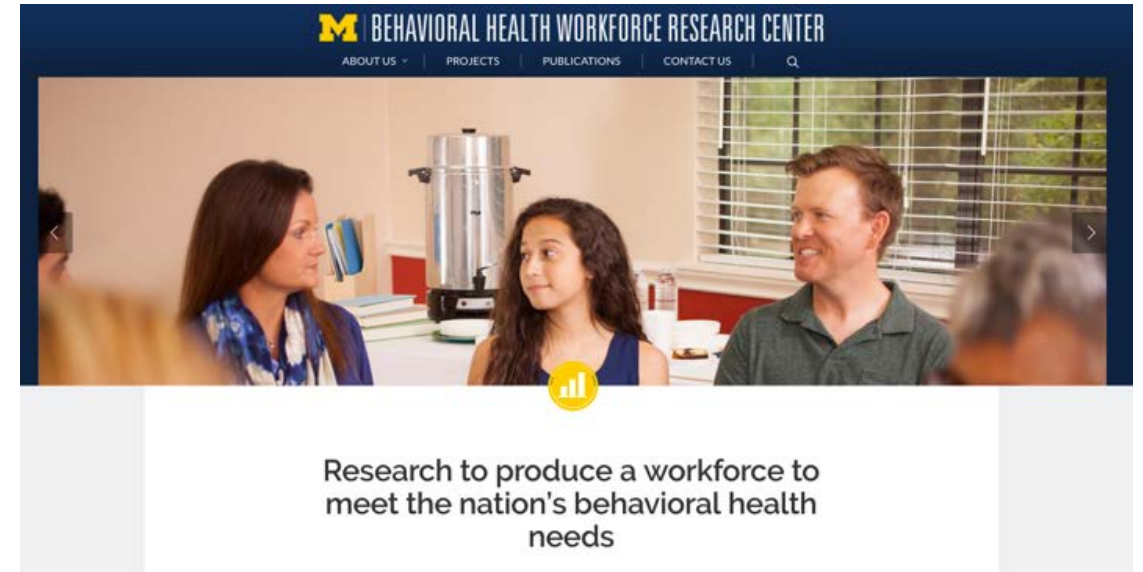 M BEHAVIORAL HEALTH WORKFORCE RESEARCH CENTER
ABOUT US PROJECTS PUBLICATIONS CONTACT US
Research to produce a workforce to
meet the nation's behavioral health
needs